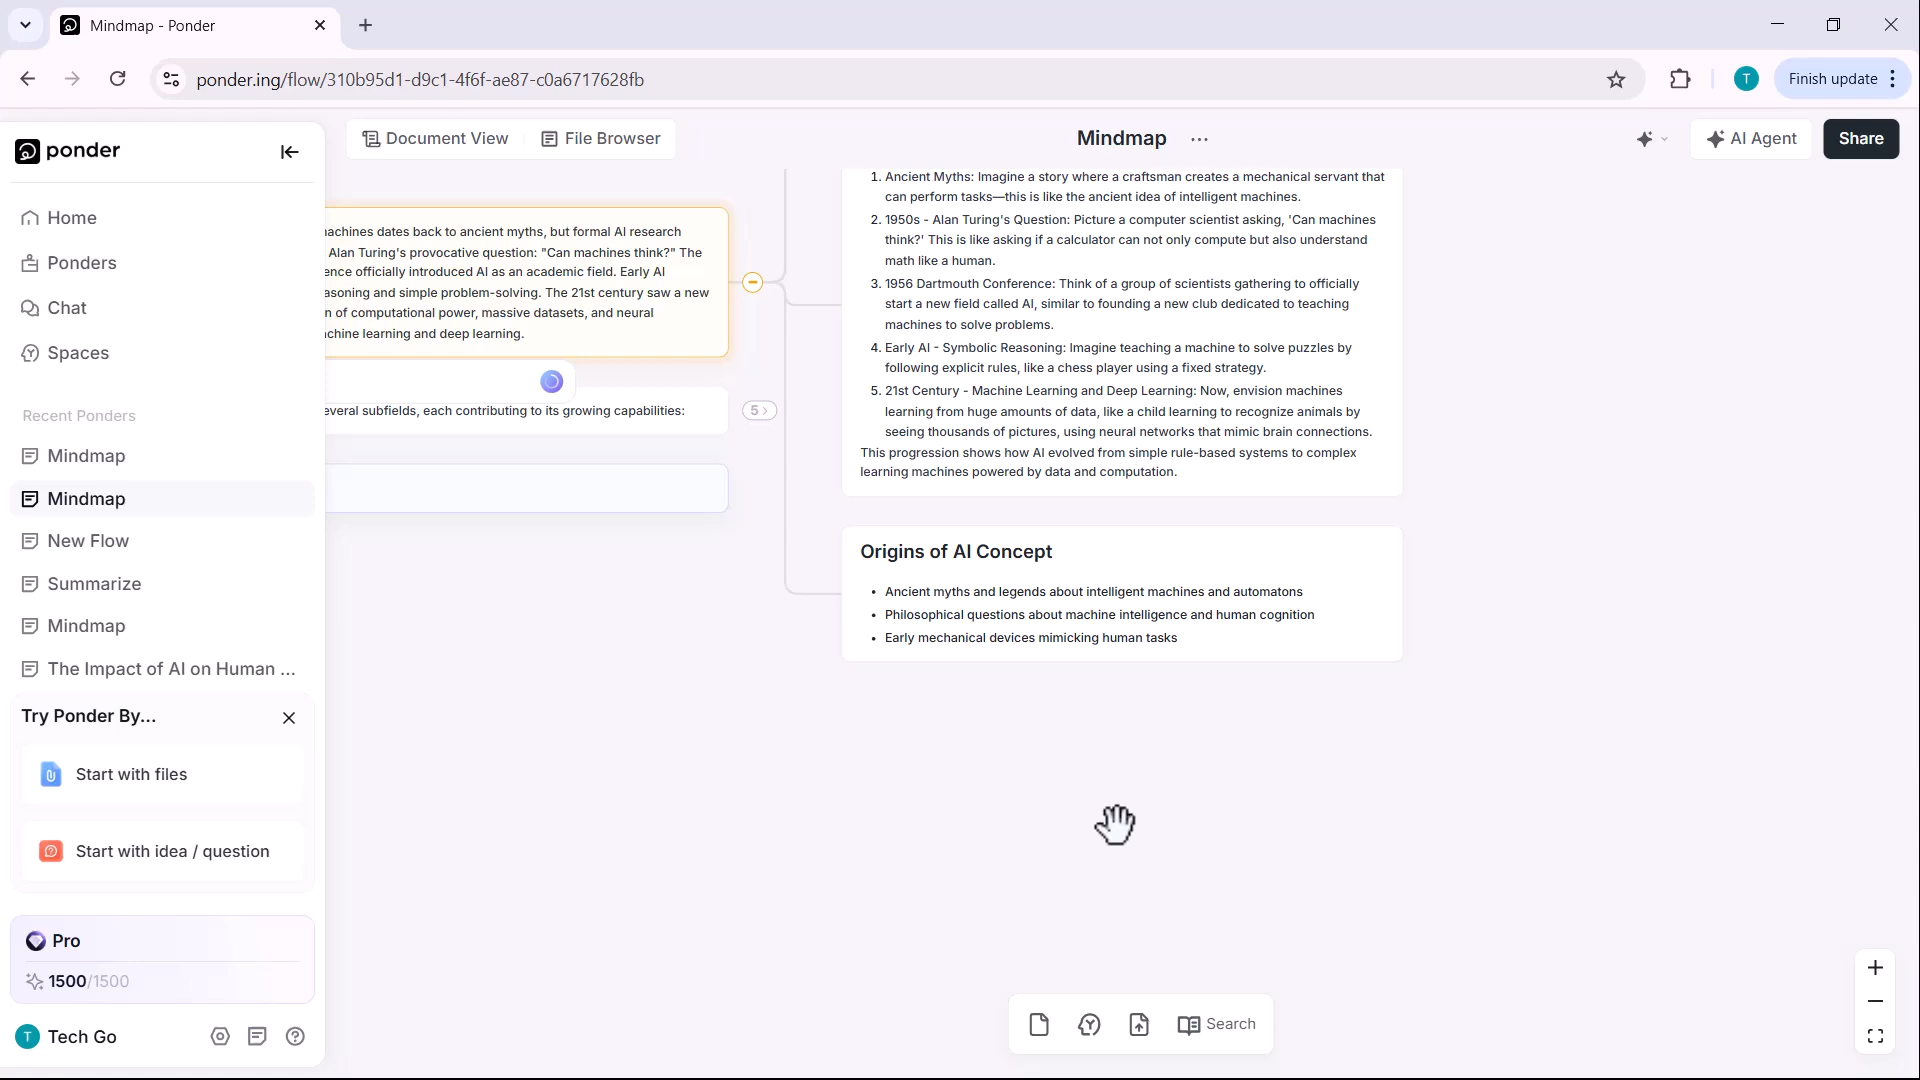 Mindmap - Ponder
ponder.ing/flow/310b95d1-d9c1-4f6f-ae87-c0a6717628fb
T
Finish update
ponder
Document View
File Browser
Mindmap
AI Agent
Share
Home
Ponders
Chat
Spaces
Recent Ponders
Mindmap
Mindmap
New Flow
Summarize
Mindmap
The Impact of AI on Human ...
Try Ponder By...
Start with files
Start with idea / question
Pro
1500/1500
T
Tech Go
achines dates back to ancient myths, but formal AI research
Alan Turing's provocative question: "Can machines think?" The
ence officially introduced AI as an academic field. Early AI
asoning and simple problem-solving. The 21st century saw a new
n of computational power, massive datasets, and neural
chine learning and deep learning.
everal subfields, each contributing to its growing capabilities:
5 >
1. Ancient Myths: Imagine a story where a craftsman creates a mechanical servant that
can perform tasks—this is like the ancient idea of intelligent machines.
2. 1950s - Alan Turing's Question: Picture a computer scientist asking, 'Can machines
think?' This is like asking if a calculator can not only compute but also understand
math like a human.
3. 1956 Dartmouth Conference: Think of a group of scientists gathering to officially
start a new field called AI, similar to founding a new club dedicated to teaching
machines to solve problems.
4. Early AI - Symbolic Reasoning: Imagine teaching a machine to solve puzzles by
following explicit rules, like a chess player using a fixed strategy.
5. 21st Century - Machine Learning and Deep Learning: Now, envision machines
learning from huge amounts of data, like a child learning to recognize animals by
seeing thousands of pictures, using neural networks that mimic brain connections.
This progression shows how AI evolved from simple rule-based systems to complex
learning machines powered by data and computation.
Origins of AI Concept
• Ancient myths and legends about intelligent machines and automatons
• Philosophical questions about machine intelligence and human cognition
• Early mechanical devices mimicking human tasks
Search